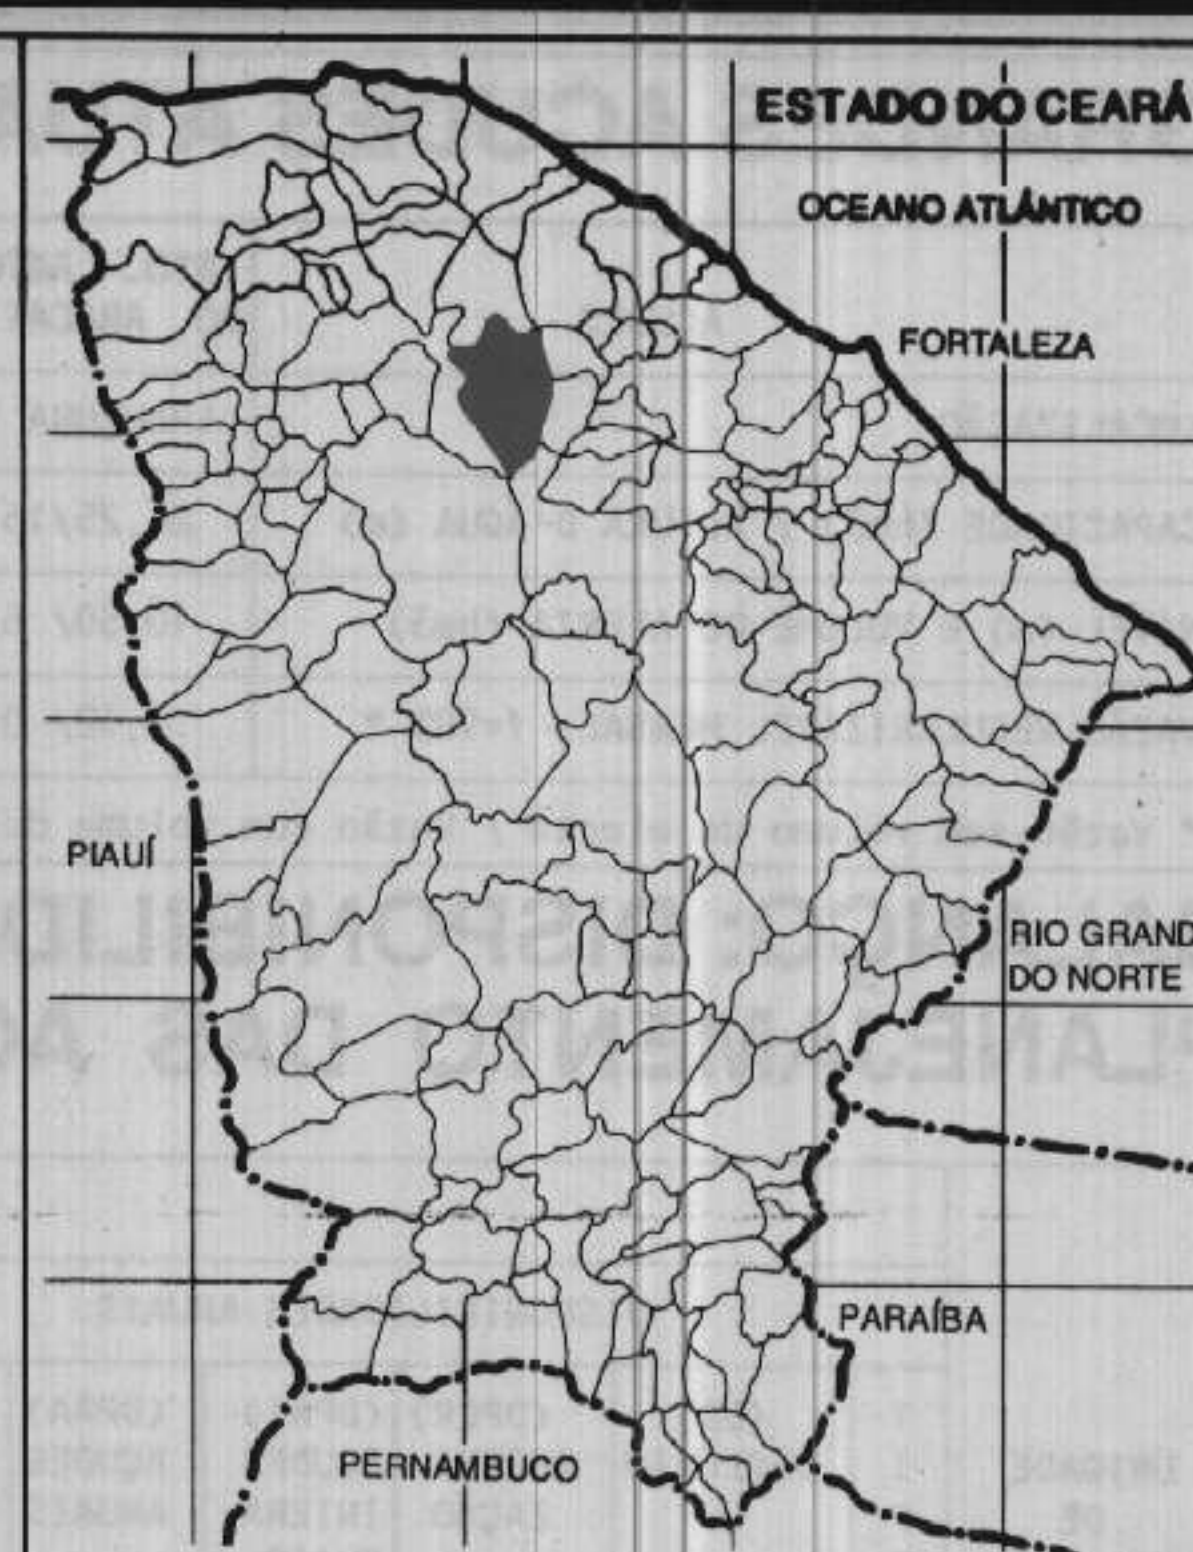 ESTADO DO CEARÁ
OCEANO ATLÂNTICO
FORTALEZA
PIAUÍ
RIO GRAND
DO NORTE
PARAÍBA
PERNAMBUCO